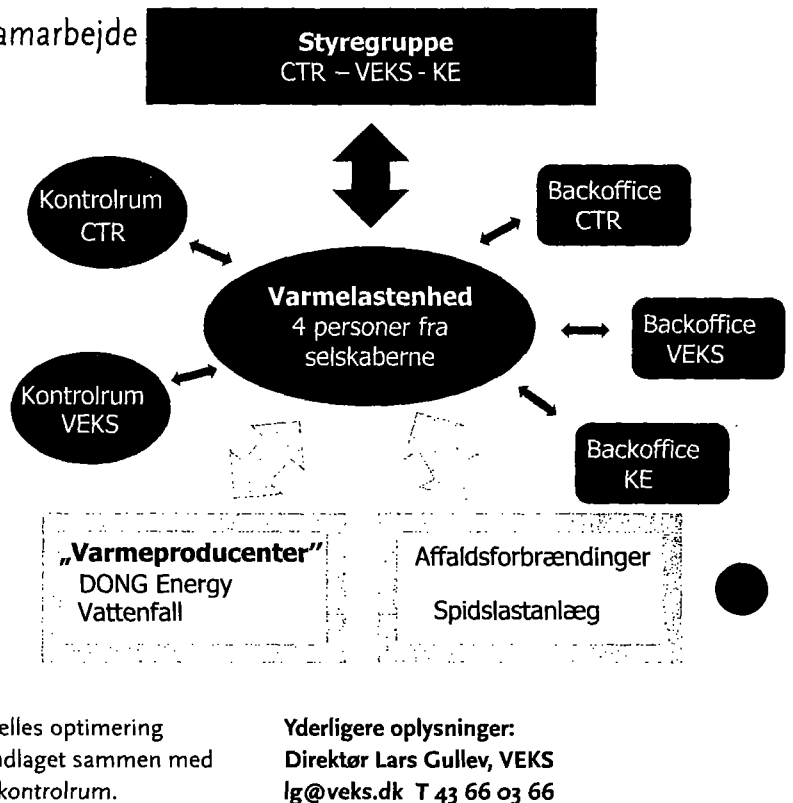 amarbejde
Styregruppe
CTR – VEKS - KE
Kontrolrum
CTR
Backoffice
CTR
Varmelastenhed
4 personer fra
selskaberne
Backoffice
VEKS
Kontrolrum
VEKS
Backoffice
KE
„Varmeproducenter”
DONG Energy
Vattenfall
Affaldsforbrændinger
Spidslastanlæg
elles optimering
ndlaget sammen med
kontrolrum.
Yderligere oplysninger:
Direktør Lars Gullev, VEKS
lg@veks.dk T 43 66 03 66